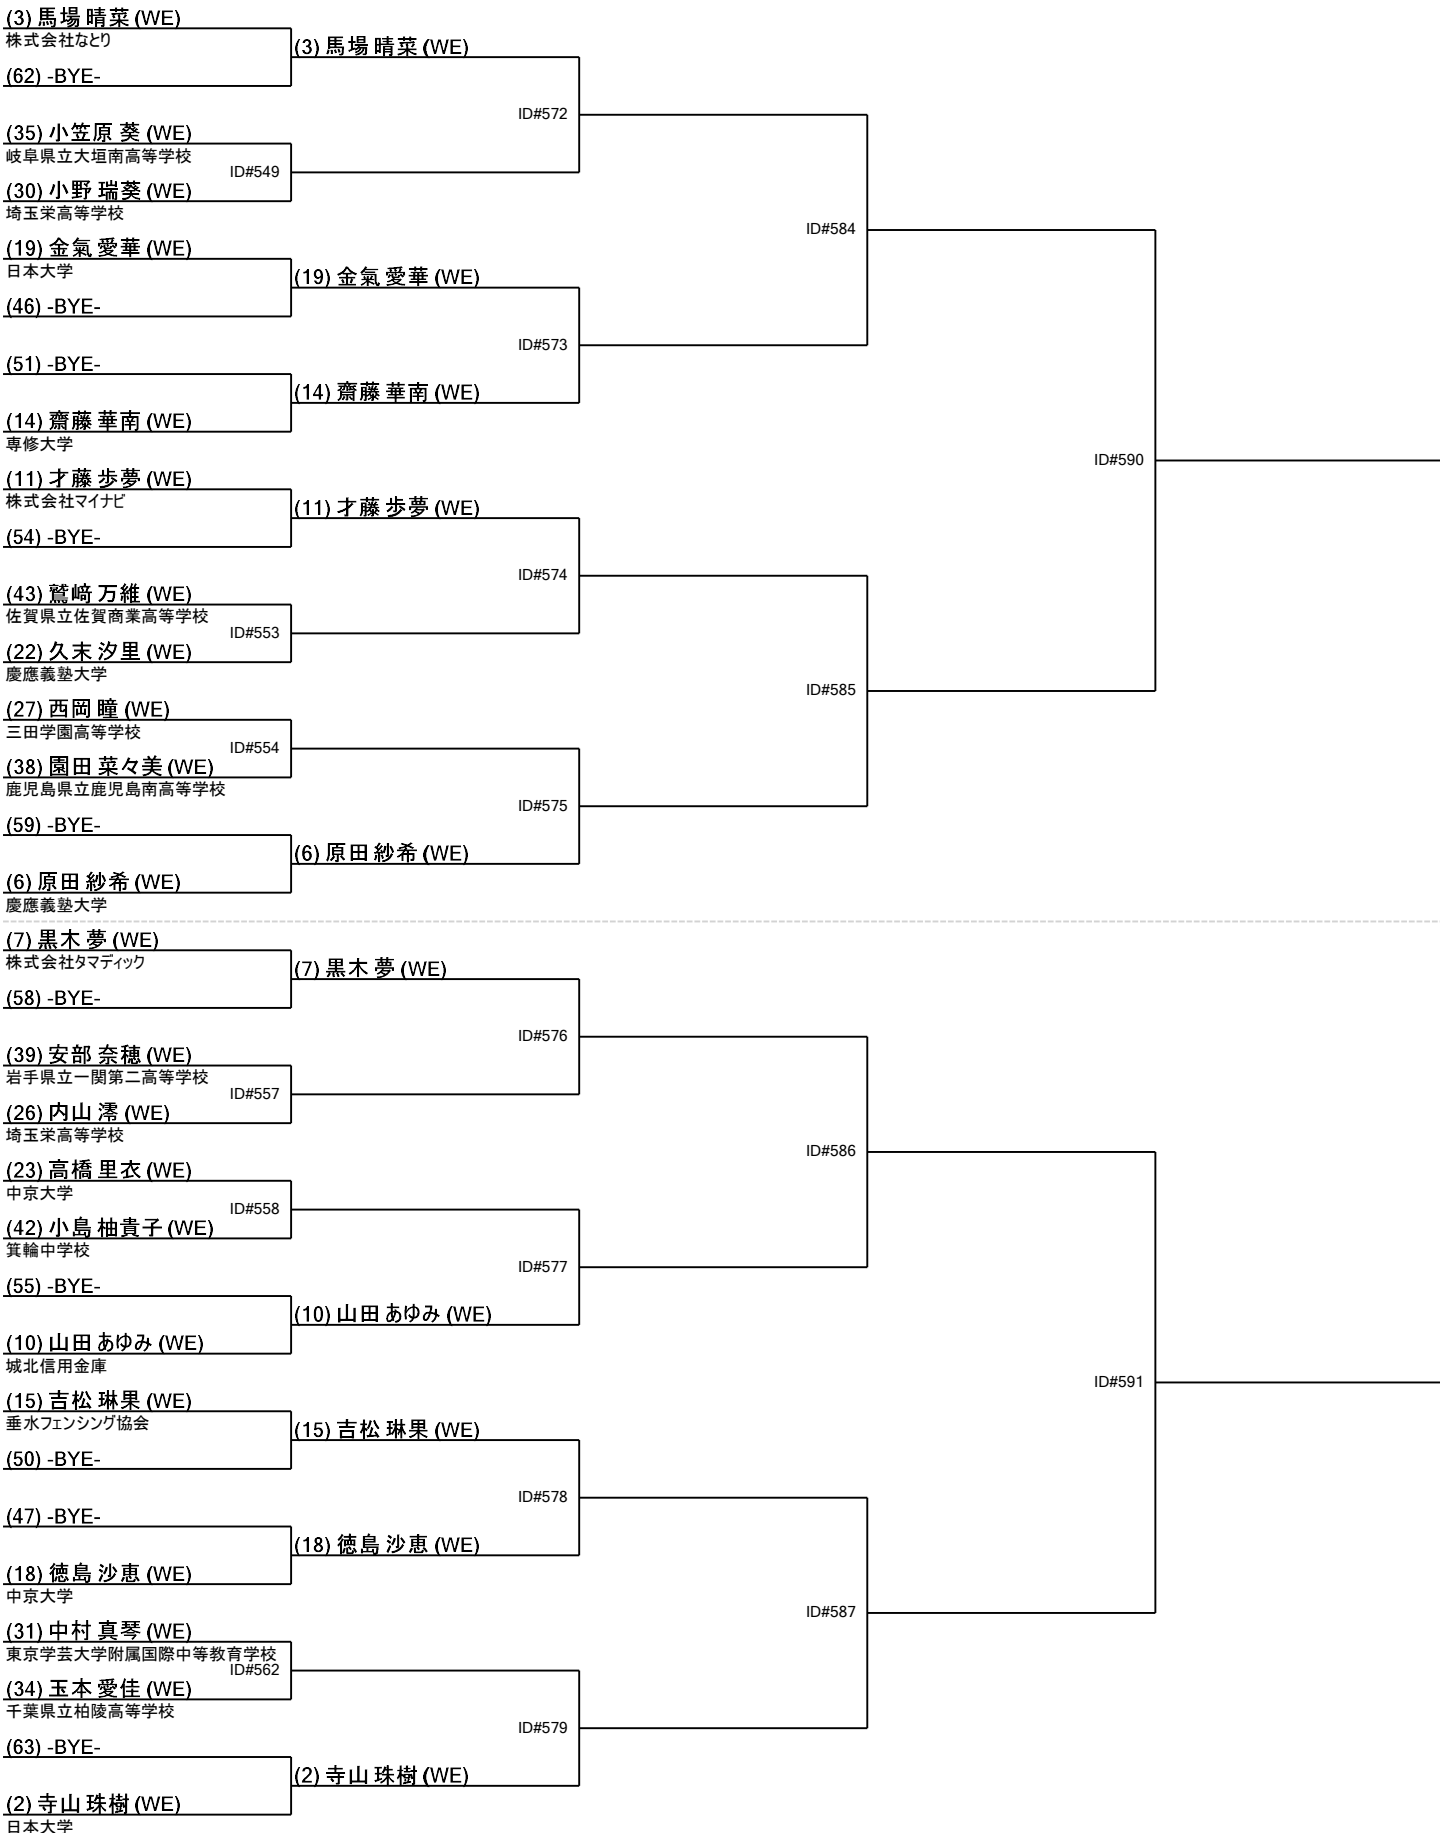 (3) 馬場 晴菜 (WE)
株式会社なとり
(3) 馬場 晴菜 (WE)
(62) -BYE-
ID#572
(35) 小笠原 葵 (WE)
岐阜県立大垣南高等学校
ID#549
(30) 小野 瑞葵 (WE)
埼玉栄高等学校
ID#584
(19) 金氣 愛華 (WE)
日本大学
(19) 金氣 愛華 (WE)
(46) -BYE-
ID#573
(51) -BYE-
(14) 齋藤 華南 (WE)
(14) 齋藤 華南 (WE)
専修大学
ID#590
(11) 才藤 歩夢 (WE)
株式会社マイナビ
(11) 才藤 歩夢 (WE)
(54) -BYE-
ID#574
(43) 鷲﨑 万維 (WE)
佐賀県立佐賀商業高等学校
ID#553
(22) 久末 汐里 (WE)
慶應義塾大学
ID#585
(27) 西岡 瞳 (WE)
三田学園高等学校
ID#554
(38) 園田 菜々美 (WE)
鹿児島県立鹿児島南高等学校
ID#575
(59) -BYE-
(6) 原田 紗希 (WE)
(6) 原田 紗希 (WE)
慶應義塾大学
(7) 黒木 夢 (WE)
株式会社タマディック
(7) 黒木 夢 (WE)
(58) -BYE-
ID#576
(39) 安部 奈穂 (WE)
岩手県立一関第二高等学校
ID#557
(26) 内山 澪 (WE)
埼玉栄高等学校
ID#586
(23) 高橋 里衣 (WE)
中京大学
ID#558
(42) 小島 柚貴子 (WE)
箕輪中学校
ID#577
(55) -BYE-
(10) 山田 あゆみ (WE)
(10) 山田 あゆみ (WE)
城北信用金庫
ID#591
(15) 吉松 琳果 (WE)
垂水フェンシング協会
(15) 吉松 琳果 (WE)
(50) -BYE-
ID#578
(47) -BYE-
(18) 徳島 沙恵 (WE)
(18) 徳島 沙恵 (WE)
中京大学
ID#587
(31) 中村 真琴 (WE)
東京学芸大学附属国際中等教育学校
ID#562
(34) 玉本 愛佳 (WE)
千葉県立柏陵高等学校
ID#579
(63) -BYE-
(2) 寺山 珠樹 (WE)
(2) 寺山 珠樹 (WE)
日本大学